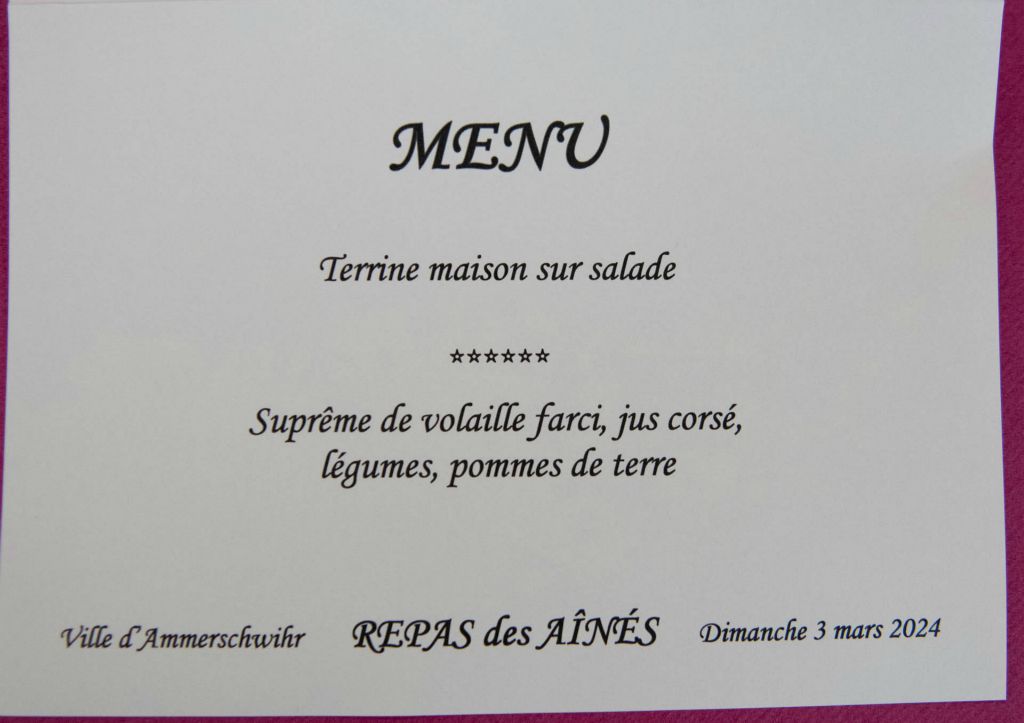 MENU
Terrine maison sur salade
☆☆☆☆☆☆
Suprême de volaille farci, jus corsé,
légumes, pommes de terre
Ville d'Ammerschwihr REPAS des AÎNÉS Dimanche 3 mars 2024